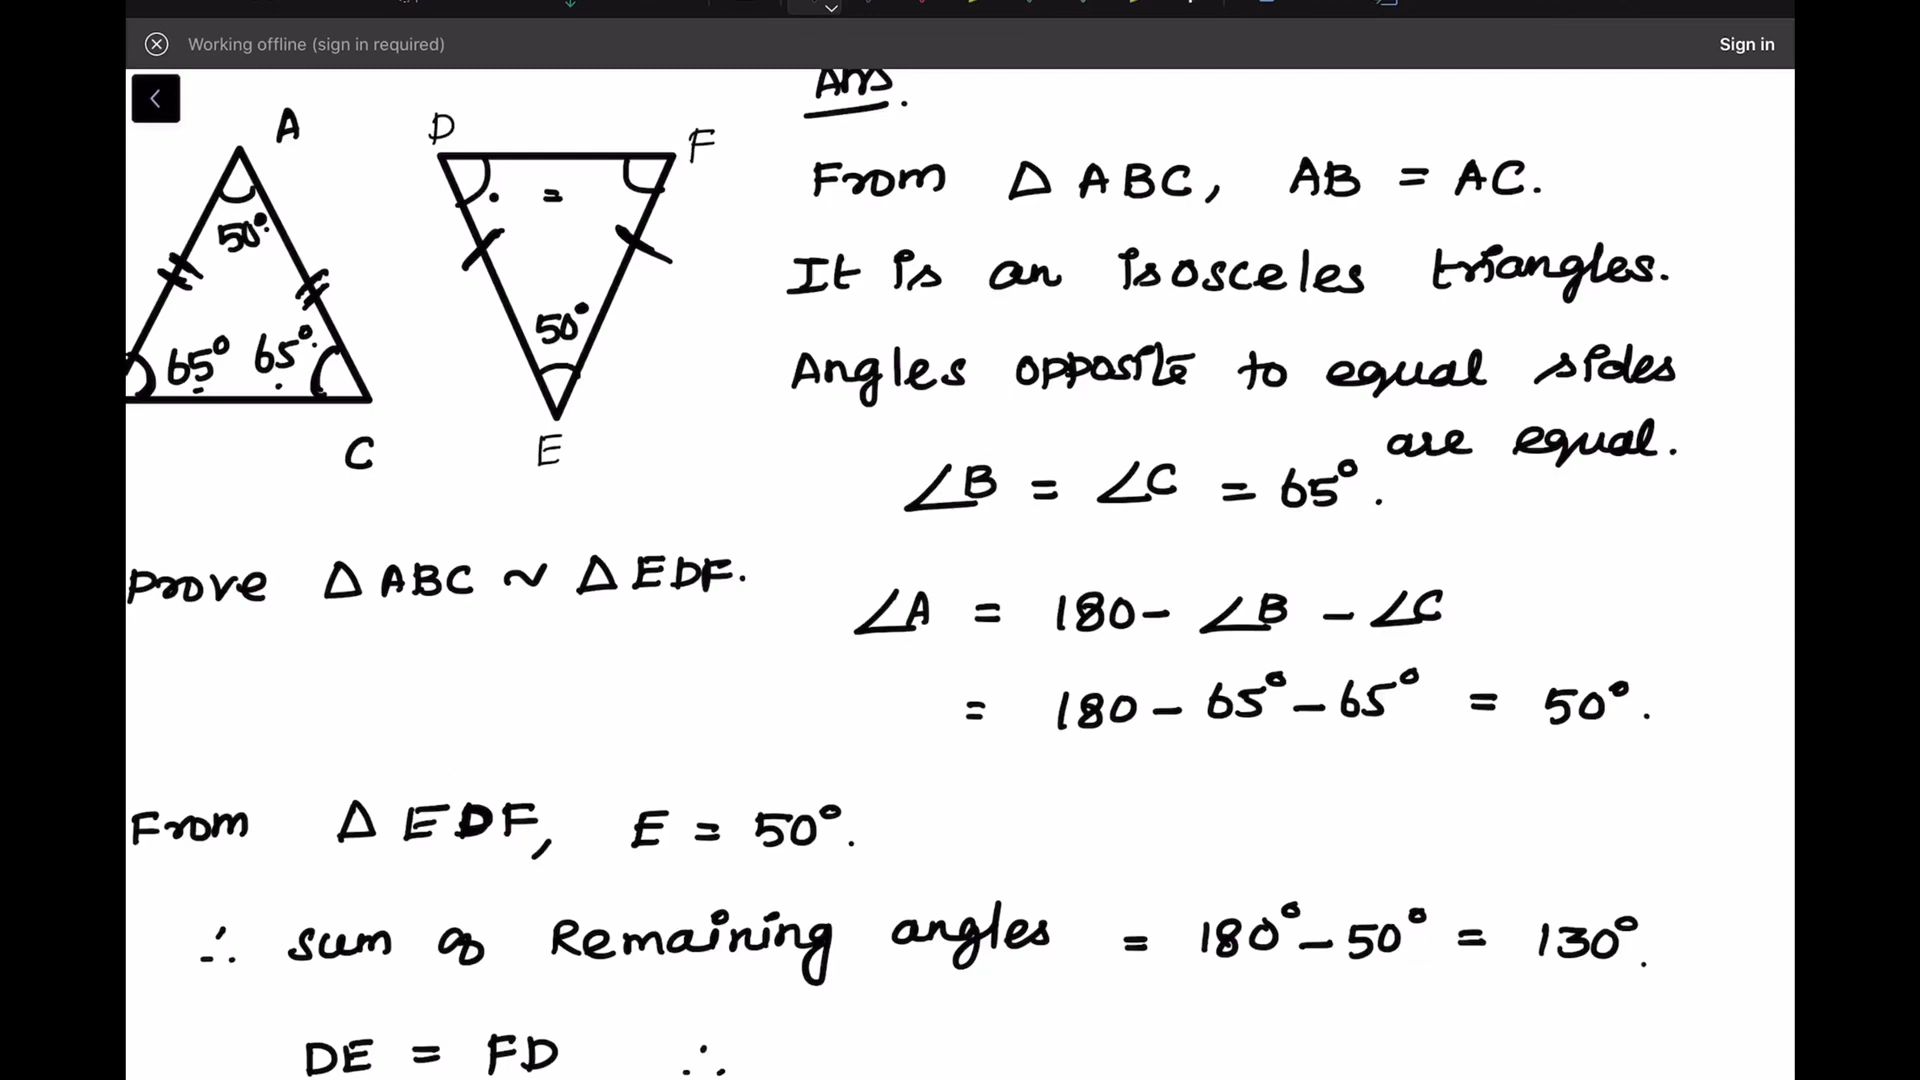 Working offline (sign in required)
Sign in
Ans.
A
50°
65° 65°
C
D
F
=
50°
E
From △ ABC, AB = AC.
It is an isosceles triangles.
Angles opposite to equal sides
are equal.
∠B = ∠C = 65°.
Prove △ ABC ~ △ EDF.
∠A = 180 - ∠B - ∠C
= 180 - 65° - 65° = 50°.
From △ EDF, E = 50°.
∴ sum of Remaining angles = 180° - 50° = 130°.
DE = FD ∴